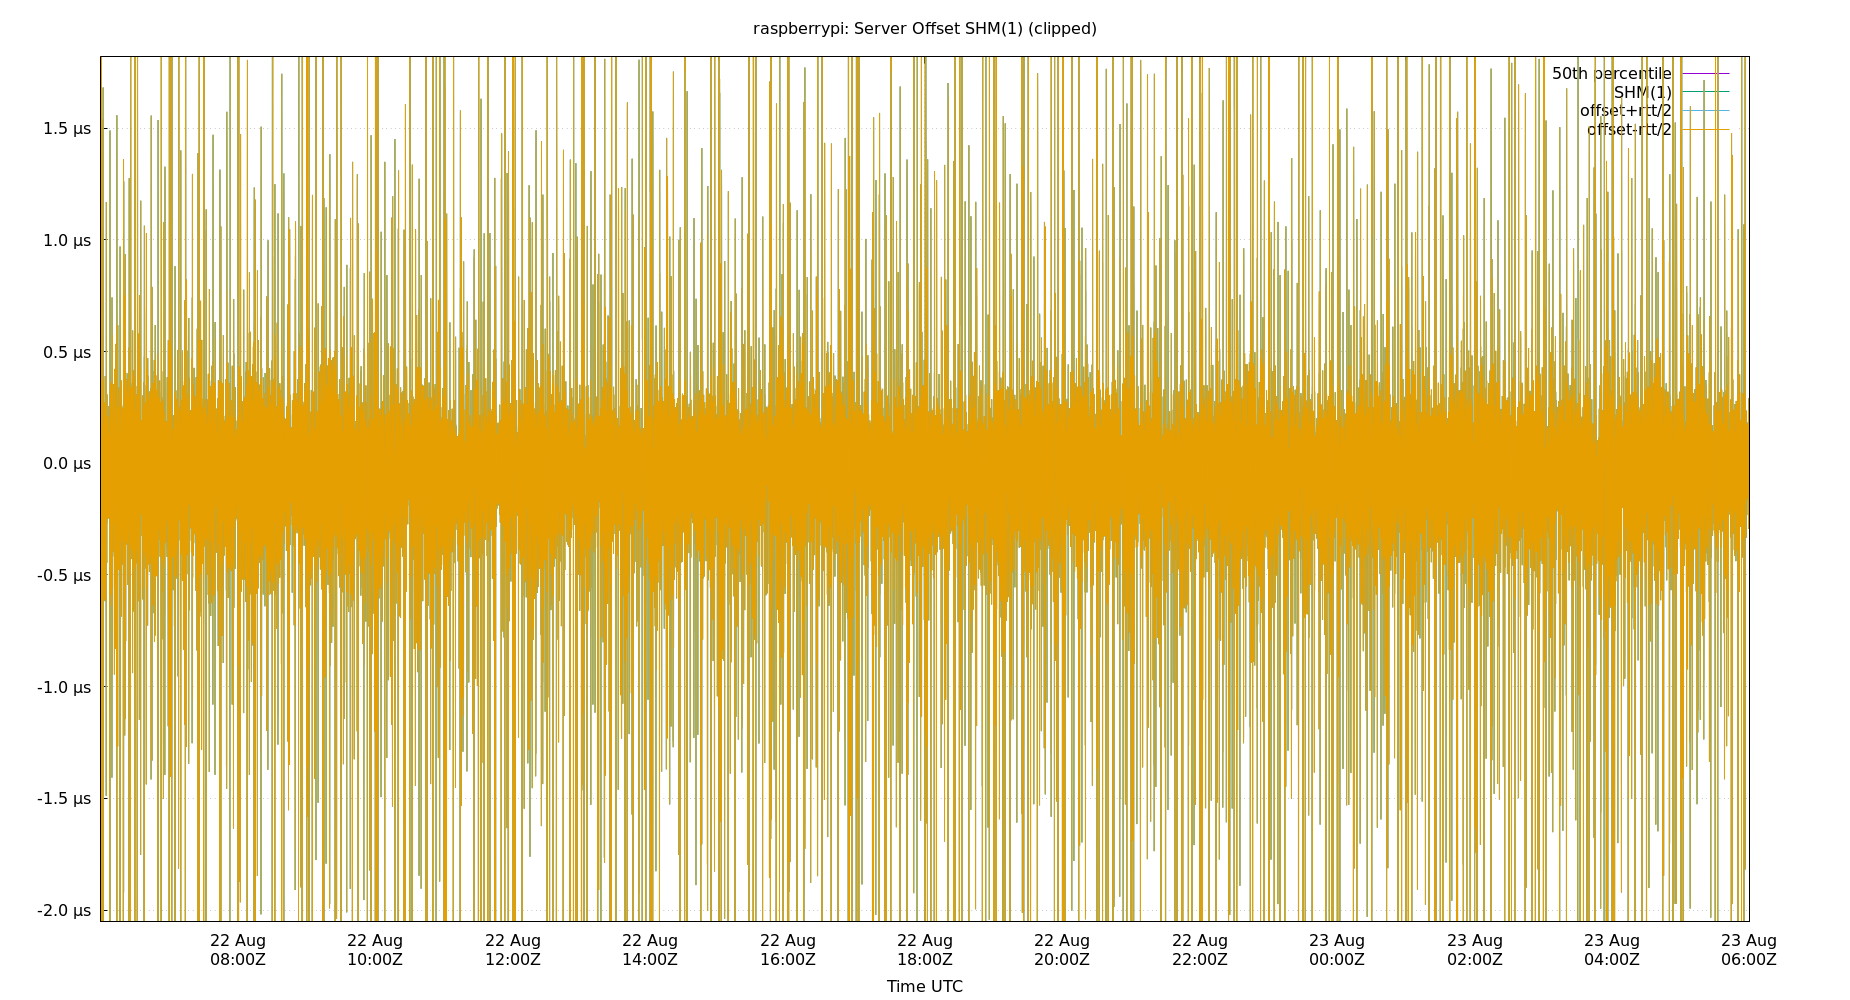 raspberrypi: Server Offset SHM(1) (clipped)
50th percentile
SHM(1)
offset+rtt/2
offset-rtt/2
1.5 µs
1.0 µs
0.5 µs
0.0 µs
-0.5 µs
-1.0 µs
-1.5 µs
-2.0 µs
22 Aug 22 Aug 22 Aug 22 Aug 22 Aug 22 Aug 22 Aug 22 Aug 23 Aug 23 Aug 23 Aug 23 Aug
08:00Z 10:00Z 12:00Z 14:00Z 16:00Z 18:00Z 20:00Z 22:00Z 00:00Z 02:00Z 04:00Z 06:00Z
Time UTC